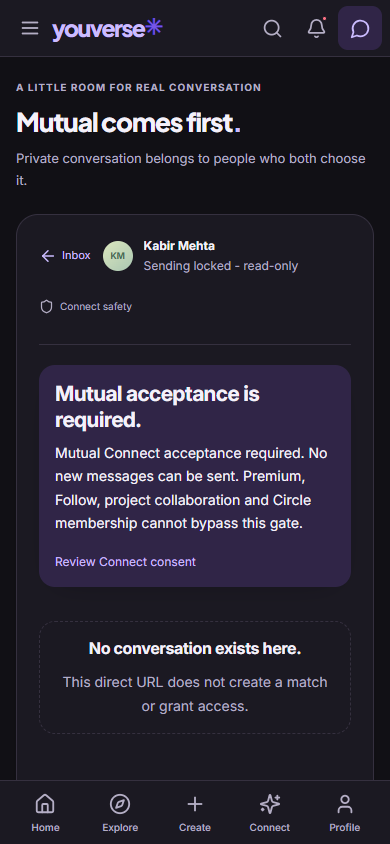 youverse
A LITTLE ROOM FOR REAL CONVERSATION
Mutual comes first.
Private conversation belongs to people who both choose
it.
Inbox
KM
Kabir Mehta
Sending locked - read-only
Connect safety
Mutual acceptance is
required.
Mutual Connect acceptance required. No
new messages can be sent. Premium,
Follow, project collaboration and Circle
membership cannot bypass this gate.
Review Connect consent
No conversation exists here.
This direct URL does not create a match
or grant access.
Home
Explore
Create
Connect
Profile